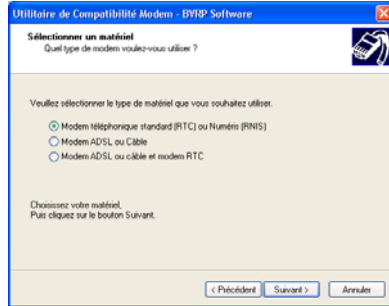 Utilitaire de Compatibilité Modem - BVRP Software
Sélectionner un matériel
Quel type de modem voulez-vous utiliser ?
Veuillez sélectionner le type de matériel que vous souhaitez utiliser.
Modem téléphonique standard (RTC) ou Numéris (RNIS)
Modem ADSL ou Câble
Modem ADSL ou câble et modem RTC
Choisissez votre matériel,
Puis cliquez sur le bouton Suivant.
< Précédent Suivant > Annuler